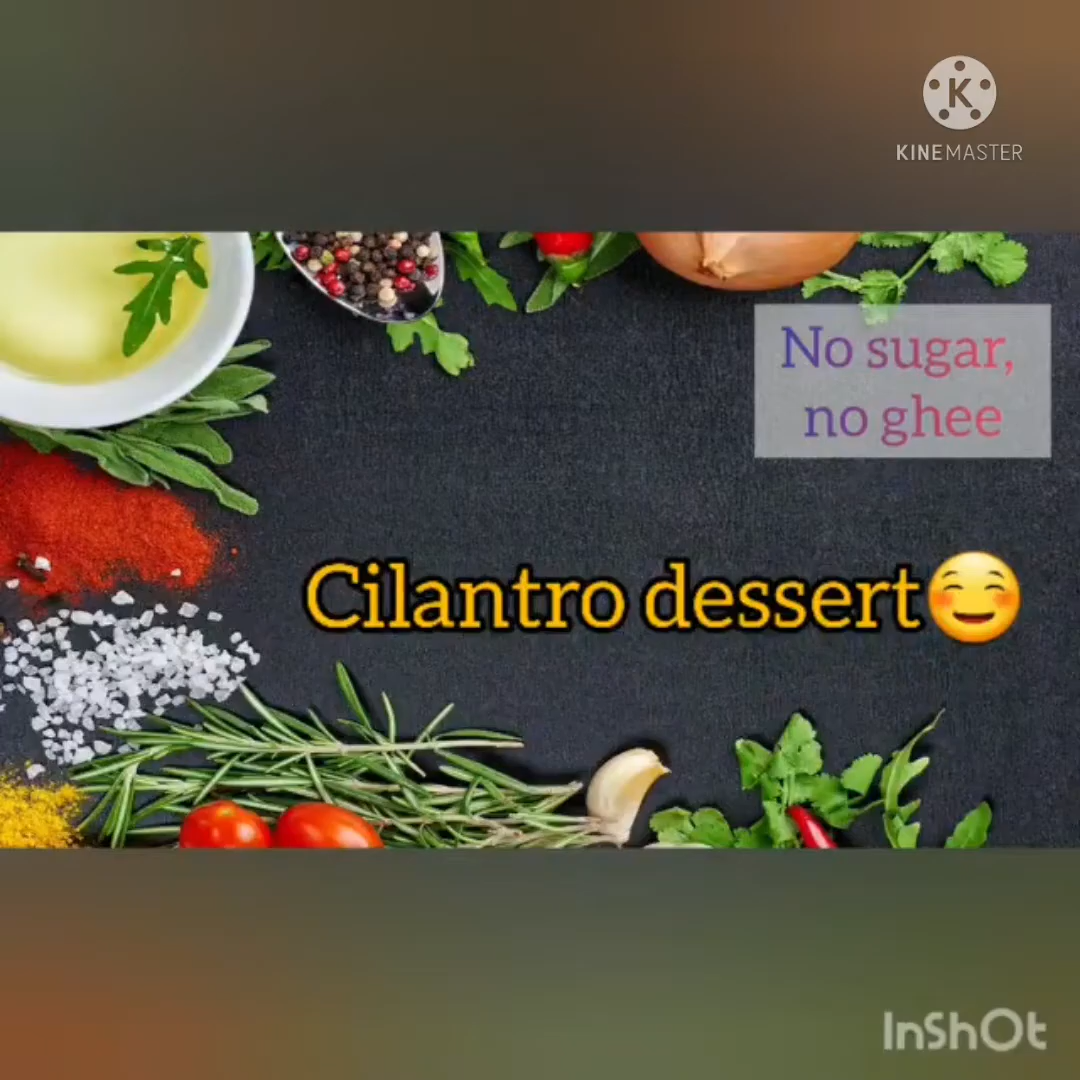 K
KINEMASTER
No sugar,
no ghee
Cilantro dessert😊
InShOt